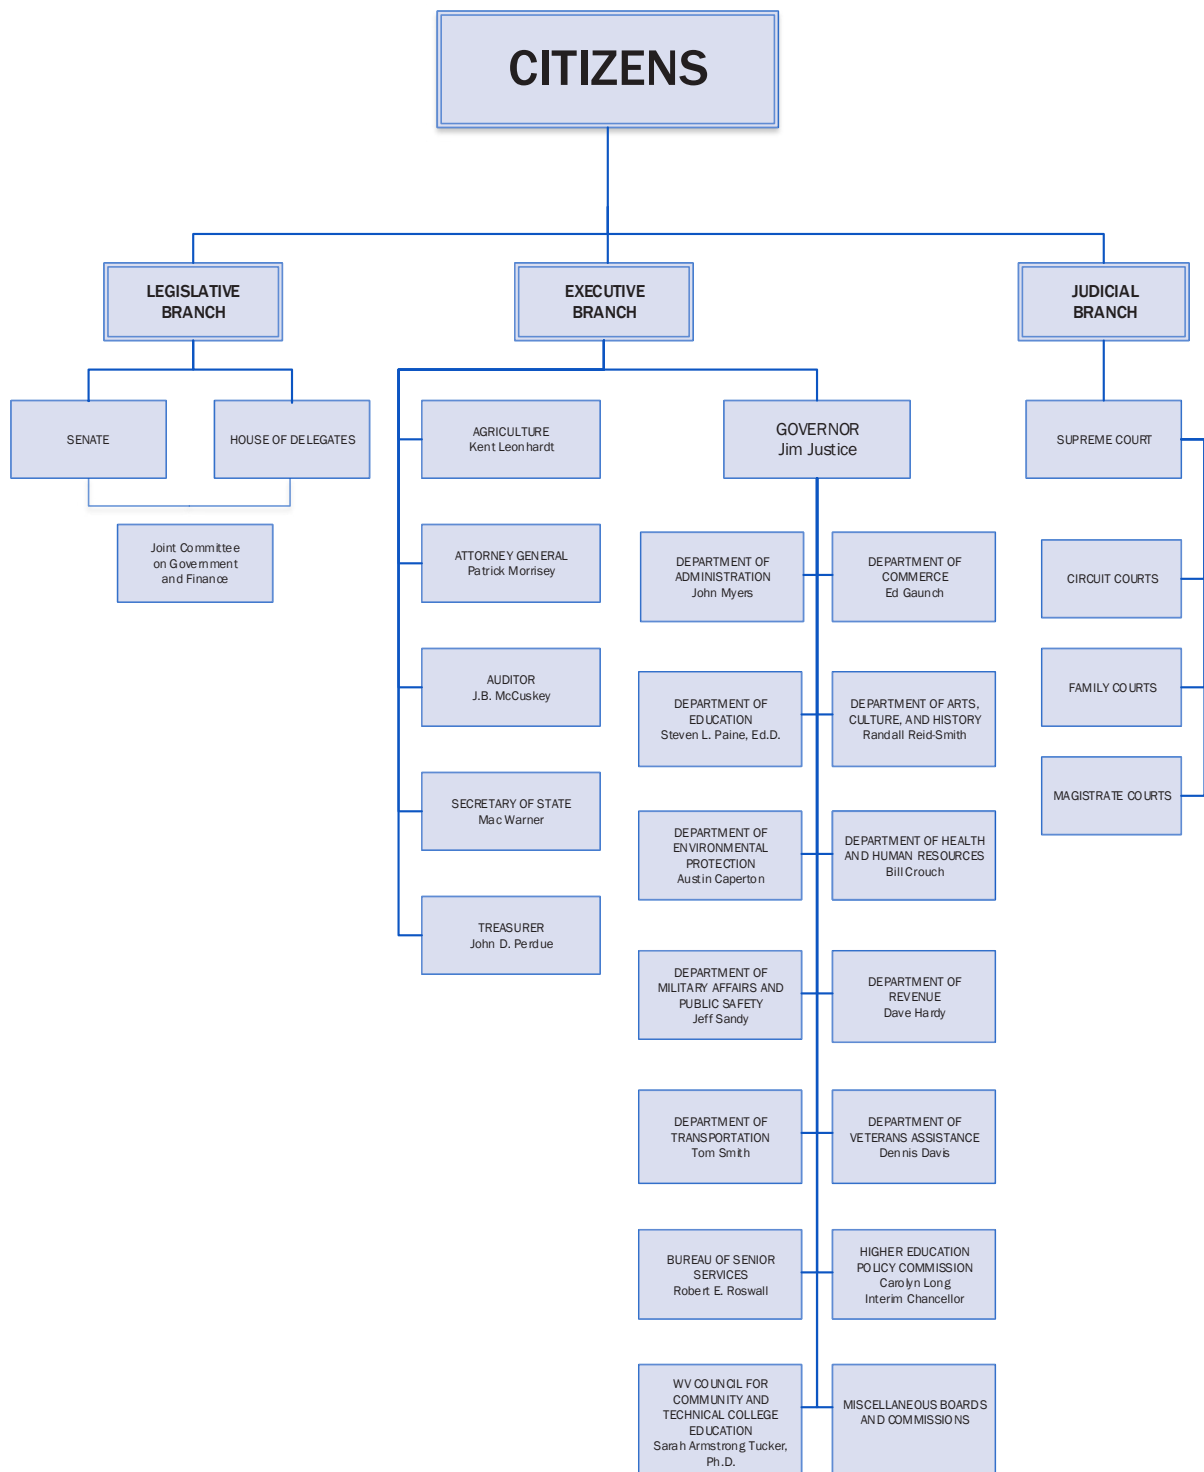 CITIZENS
LEGISLATIVE
BRANCH
EXECUTIVE
BRANCH
JUDICIAL
BRANCH
SENATE
HOUSE OF DELEGATES
Joint Committee
on Government
and Finance
AGRICULTURE
Kent Leonhardt
ATTORNEY GENERAL
Patrick Morrisey
AUDITOR
J.B. McCuskey
SECRETARY OF STATE
Mac Warner
TREASURER
John D. Perdue
GOVERNOR
Jim Justice
DEPARTMENT OF
ADMINISTRATION
John Myers
DEPARTMENT OF
COMMERCE
Ed Gaunch
DEPARTMENT OF
EDUCATION
Steven L. Paine, Ed.D.
DEPARTMENT OF ARTS,
CULTURE, AND HISTORY
Randall Reid-Smith
DEPARTMENT OF
ENVIRONMENTAL
PROTECTION
Austin Caperton
DEPARTMENT OF HEALTH
AND HUMAN RESOURCES
Bill Crouch
DEPARTMENT OF
MILITARY AFFAIRS AND
PUBLIC SAFETY
Jeff Sandy
DEPARTMENT OF
REVENUE
Dave Hardy
DEPARTMENT OF
TRANSPORTATION
Tom Smith
DEPARTMENT OF
VETERANS ASSISTANCE
Dennis Davis
BUREAU OF SENIOR
SERVICES
Robert E. Roswall
HIGHER EDUCATION
POLICY COMMISSION
Carolyn Long
Interim Chancellor
WV COUNCIL FOR
COMMUNITY AND
TECHNICAL COLLEGE
EDUCATION
Sarah Armstrong Tucker,
Ph.D.
MISCELLANEOUS BOARDS
AND COMMISSIONS
SUPREME COURT
CIRCUIT COURTS
FAMILY COURTS
MAGISTRATE COURTS